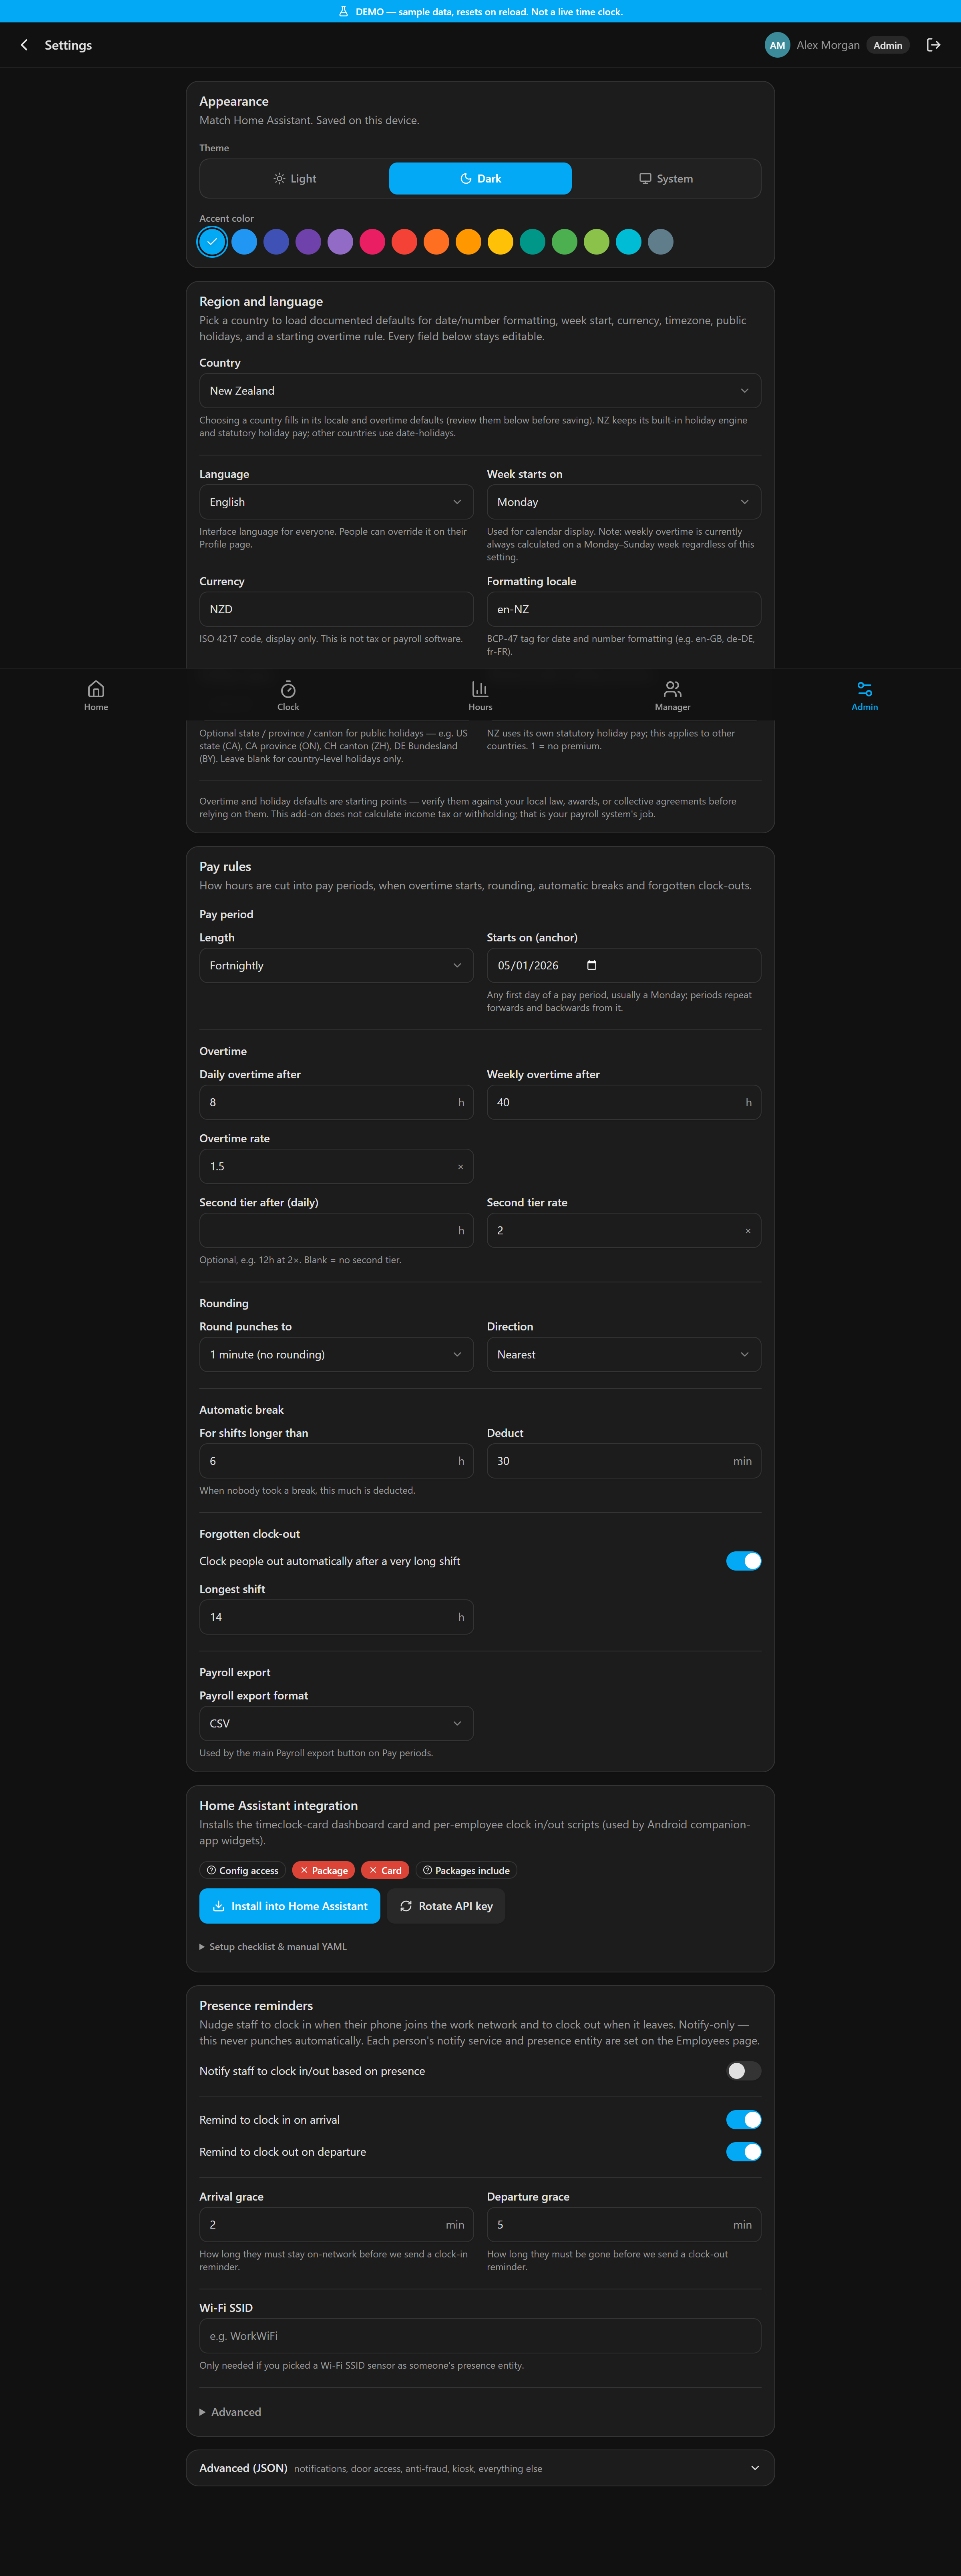 DEMO — sample data, resets on reload. Not a live time clock.
Settings
AM Alex Morgan Admin
Appearance
Match Home Assistant. Saved on this device.
Theme
Light Dark System
Accent color
Region and language
Pick a country to load documented defaults for date/number formatting, week start, currency, timezone, public
holidays, and a starting overtime rule. Every field below stays editable.
Country
New Zealand
Choosing a country fills in its locale and overtime defaults (review them below before saving). NZ keeps its built-in holiday engine
and statutory holiday pay; other countries use date-holidays.
Language
English
Interface language for everyone. People can override it on their
Profile page.
Week starts on
Monday
Used for calendar display. Note: weekly overtime is currently
always calculated on a Monday–Sunday week regardless of this
setting.
Currency
NZD
ISO 4217 code, display only. This is not tax or payroll software.
Formatting locale
en-NZ
BCP-47 tag for date and number formatting (e.g. en-GB, de-DE,
fr-FR).
Home Clock Hours Manager Admin
Optional state / province / canton for public holidays — e.g. US
state (CA), CA province (ON), CH canton (ZH), DE Bundesland
(BY). Leave blank for country-level holidays only.
NZ uses its own statutory holiday pay; this applies to other
countries. 1 = no premium.
Overtime and holiday defaults are starting points — verify them against your local law, awards, or collective agreements before
relying on them. This add-on does not calculate income tax or withholding; that is your payroll system's job.
Pay rules
How hours are cut into pay periods, when overtime starts, rounding, automatic breaks and forgotten clock-outs.
Pay period
Length
Fortnightly
Starts on (anchor)
05/01/2026
Any first day of a pay period, usually a Monday; periods repeat
forwards and backwards from it.
Overtime
Daily overtime after
8 h
Weekly overtime after
40 h
Overtime rate
1.5 ×
Second tier after (daily)
h
Optional, e.g. 12h at 2×. Blank = no second tier.
Second tier rate
2 ×
Rounding
Round punches to
1 minute (no rounding)
Direction
Nearest
Automatic break
For shifts longer than
6 h
When nobody took a break, this much is deducted.
Deduct
30 min
Forgotten clock-out
Clock people out automatically after a very long shift
Longest shift
14 h
Payroll export
Payroll export format
CSV
Used by the main Payroll export button on Pay periods.
Home Assistant integration
Installs the timeclock-card dashboard card and per-employee clock in/out scripts (used by Android companion-
app widgets).
Config access Package Card Packages include
Install into Home Assistant Rotate API key
Setup checklist & manual YAML
Presence reminders
Nudge staff to clock in when their phone joins the work network and to clock out when it leaves. Notify-only —
this never punches automatically. Each person's notify service and presence entity are set on the Employees page.
Notify staff to clock in/out based on presence
Remind to clock in on arrival
Remind to clock out on departure
Arrival grace
2 min
How long they must stay on-network before we send a clock-in
reminder.
Departure grace
5 min
How long they must be gone before we send a clock-out
reminder.
Wi-Fi SSID
e.g. WorkWiFi
Only needed if you picked a Wi-Fi SSID sensor as someone's presence entity.
Advanced
Advanced (JSON) notifications, door access, anti-fraud, kiosk, everything else